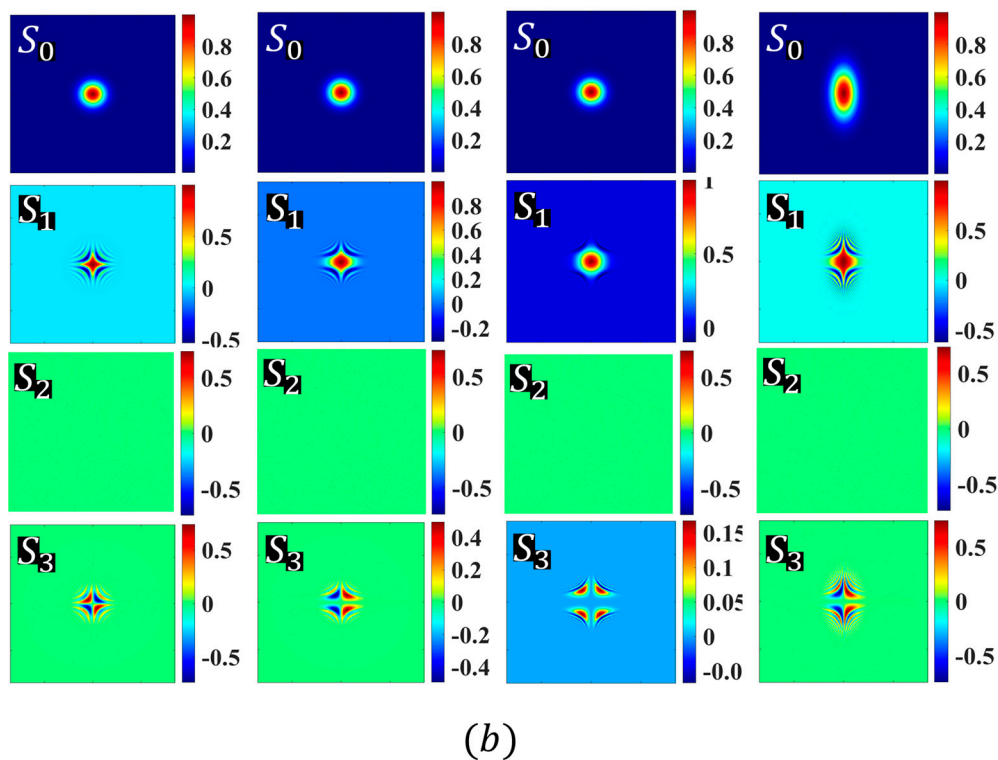 S₀ 0.8 0.6 0.4 0.2 S₀ 0.8 0.6 0.4 0.2 S₀ 0.8 0.6 0.4 0.2 S₀ 0.8 0.6 0.4 0.2
S₁ 0.5 0 -0.5 S₁ 0.8 0.6 0.4 0.2 0 -0.2 S₁ 1 0.5 0 S₁ 0.5 0 -0.5
S₂ 0.5 0 -0.5 S₂ 0.5 0 -0.5 S₂ 0.5 0 -0.5 S₂ 0.5 0 -0.5
S₃ 0.5 0 -0.5 S₃ 0.4 0.2 0 -0.2 -0.4 S₃ 0.15 0.1 0.05 0 -0.0 S₃ 0.5 0 -0.5
(b)